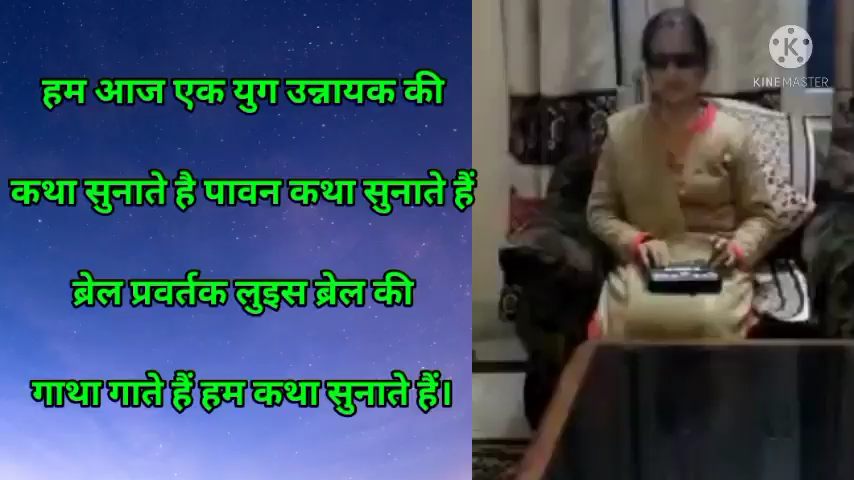 हम आज एक युग उन्नायक की
कथा सुनाते है पावन कथा सुनाते हैं
ब्रेल प्रवर्तक लुइस ब्रेल की
गाथा गाते हैं हम कथा सुनाते हैं।
KINEMASTER